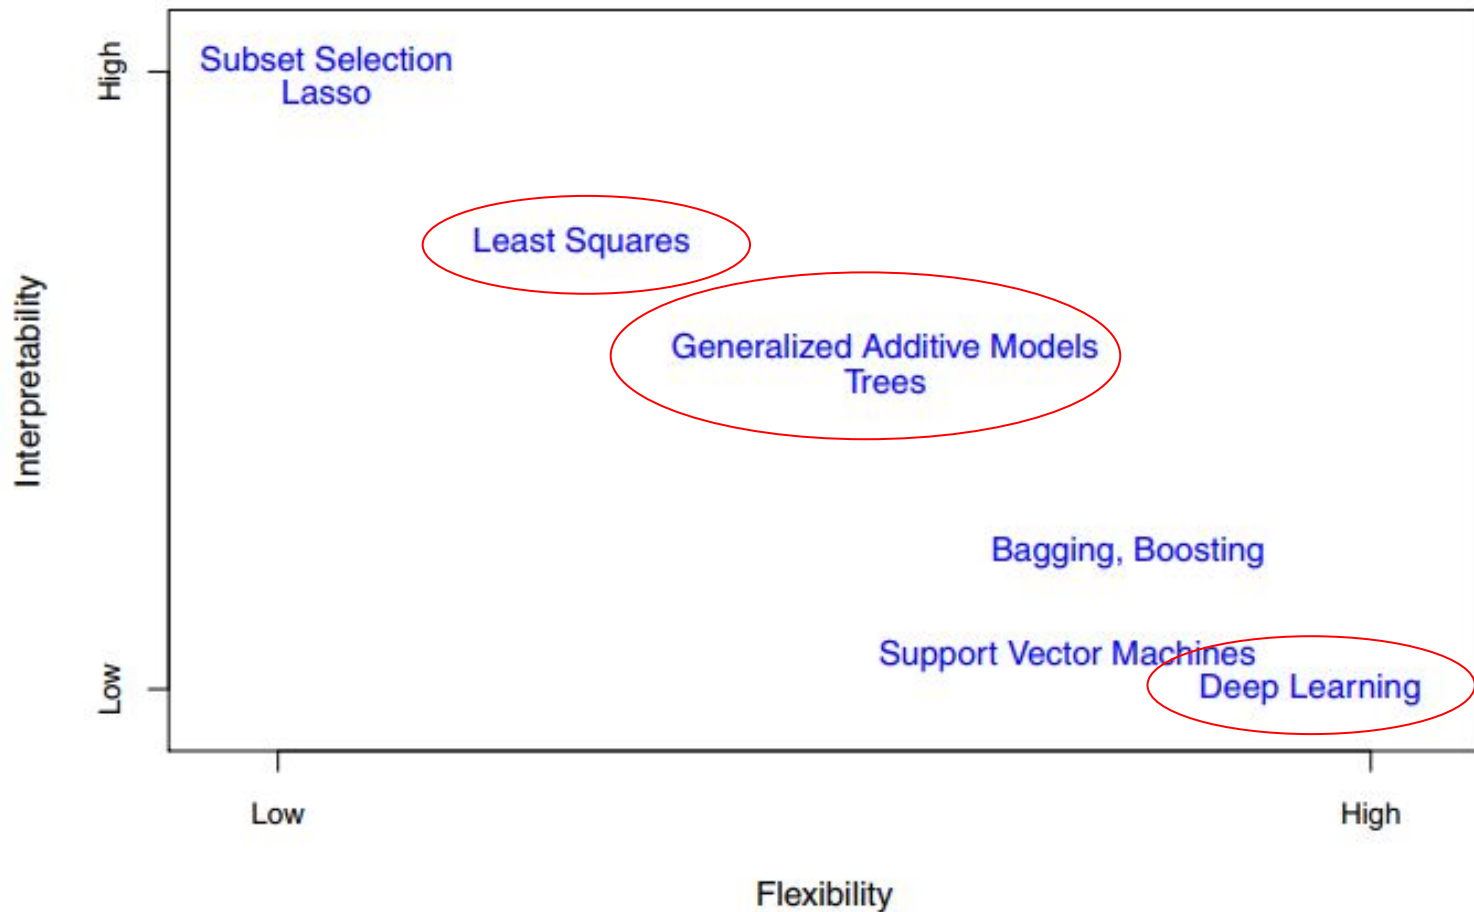 High
Subset Selection
Lasso
Least Squares
Generalized Additive Models
Trees
Interpretability
Bagging, Boosting
Support Vector Machines
Deep Learning
Low
Low
High
Flexibility